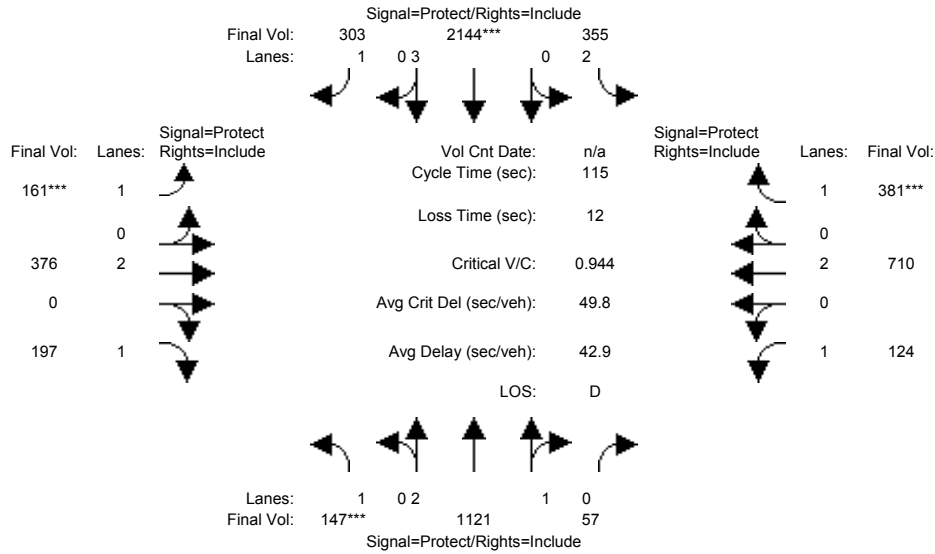 Signal=Protect/Rights=Include
Final Vol: 303 2144*** 355
Lanes: 1 0 3 0 2
Signal=Protect Signal=Protect
Final Vol: Lanes: Rights=Include Vol Cnt Date: n/a Rights=Include Lanes: Final Vol:
Cycle Time (sec): 115
161*** 1 1 381***
Loss Time (sec): 12
0 0
376 2 Critical V/C: 0.944 2 710
0 Avg Crit Del (sec/veh): 49.8 0
197 1 Avg Delay (sec/veh): 42.9 1 124
LOS: D
Lanes: 1 0 2 1 0
Final Vol: 147*** 1121 57
Signal=Protect/Rights=Include